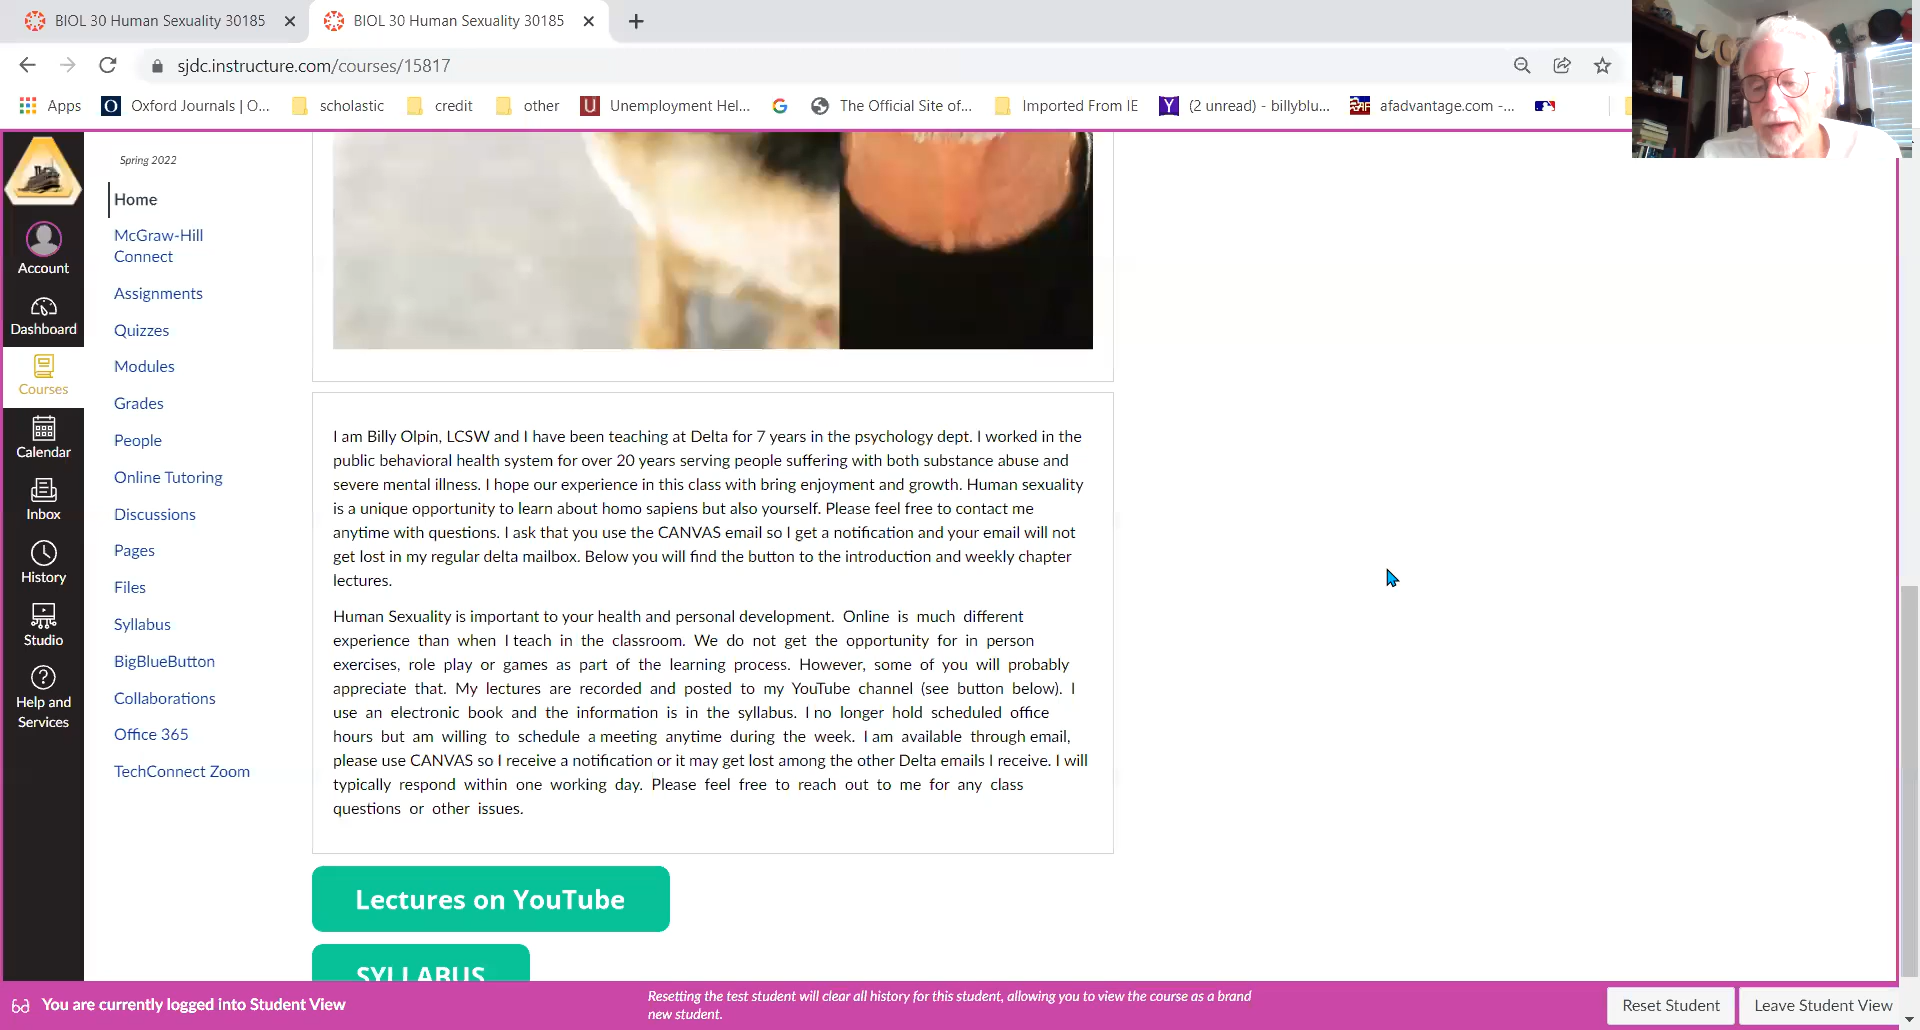 BIOL 30 Human Sexuality 30185
BIOL 30 Human Sexuality 30185
sjdc.instructure.com/courses/15817
Apps
Oxford Journals | O...
scholastic
credit
other
Unemployment Hel...
The Official Site of...
Imported From IE
(2 unread) - billyblu...
afadvantage.com -...
Account
Dashboard
Courses
Calendar
Inbox
History
Studio
Help and
Services
Spring 2022
Home
McGraw-Hill
Connect
Assignments
Quizzes
Modules
Grades
People
Online Tutoring
Discussions
Pages
Files
Syllabus
BigBlueButton
Collaborations
Office 365
TechConnect Zoom
I am Billy Olpin, LCSW and I have been teaching at Delta for 7 years in the psychology dept. I worked in the
public behavioral health system for over 20 years serving people suffering with both substance abuse and
severe mental illness. I hope our experience in this class with bring enjoyment and growth. Human sexuality
is a unique opportunity to learn about homo sapiens but also yourself. Please feel free to contact me
anytime with questions. I ask that you use the CANVAS email so I get a notification and your email will not
get lost in my regular delta mailbox. Below you will find the button to the introduction and weekly chapter
lectures.
Human Sexuality is important to your health and personal development. Online is much different
experience than when I teach in the classroom. We do not get the opportunity for in person
exercises, role play or games as part of the learning process. However, some of you will probably
appreciate that. My lectures are recorded and posted to my YouTube channel (see button below). I
use an electronic book and the information is in the syllabus. I no longer hold scheduled office
hours but am willing to schedule a meeting anytime during the week. I am available through email,
please use CANVAS so I receive a notification or it may get lost among the other Delta emails I receive. I will
typically respond within one working day. Please feel free to reach out to me for any class
questions or other issues.
Lectures on YouTube
SYLLABUS
You are currently logged into Student View
Resetting the test student will clear all history for this student, allowing you to view the course as a brand
new student.
Reset Student
Leave Student View